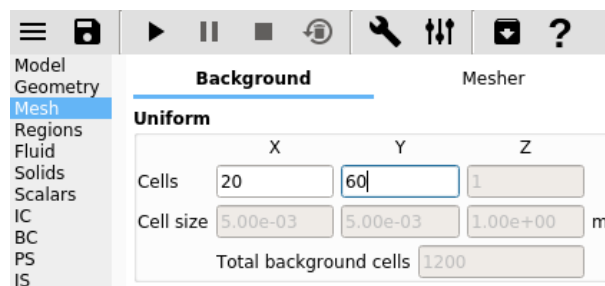 ?
Model
Geometry
Mesh
Regions
Fluid
Solids
Scalars
IC
BC
PS
IS
Background Mesher
Uniform
X Y Z
Cells 20 60 1
Cell size 5.00e-03 5.00e-03 1.00e+00 m
Total background cells 1200